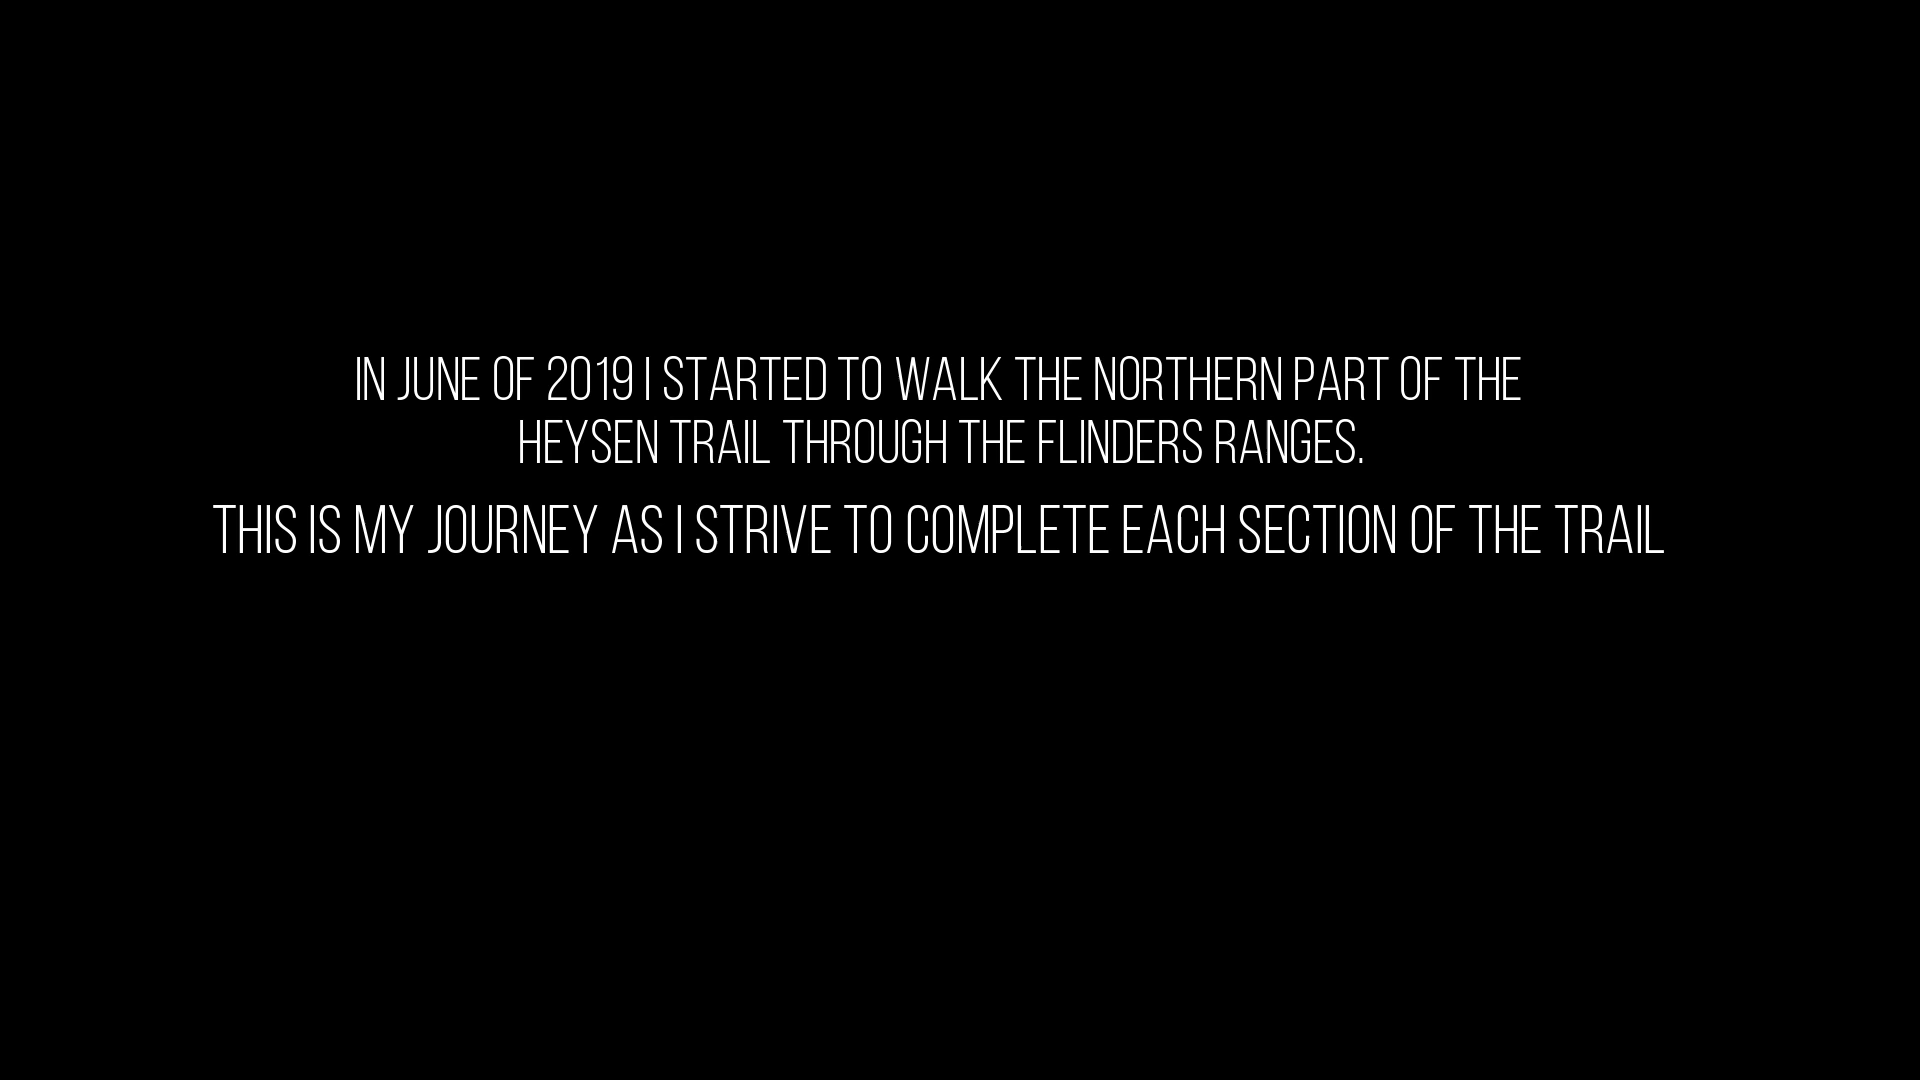 IN JUNE OF 2019 I STARTED TO WALK THE NORTHERN PART OF THE
HEYSEN TRAIL THROUGH THE FLINDERS RANGES.
THIS IS MY JOURNEY AS I STRIVE TO COMPLETE EACH SECTION OF THE TRAIL